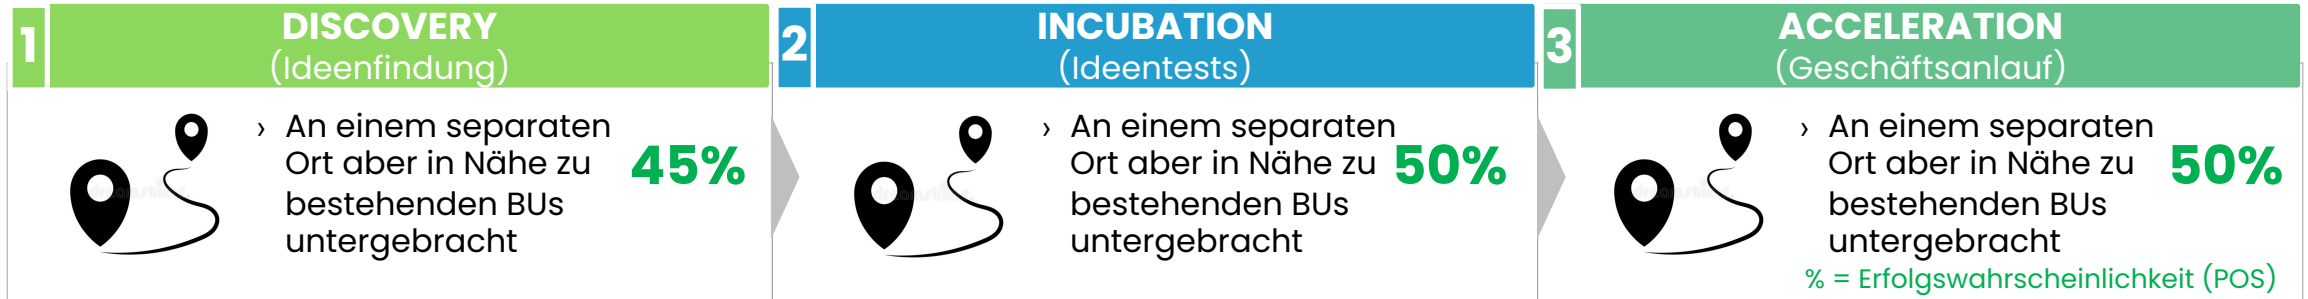 1
DISCOVERY
(Ideenfindung)
› An einem separaten
Ort aber in Nähe zu
bestehenden BUs
untergebracht
45%
2
INCUBATION
(Ideentests)
› An einem separaten
Ort aber in Nähe zu
bestehenden BUs
untergebracht
50%
3
ACCELERATION
(Geschäftsanlauf)
› An einem separaten
Ort aber in Nähe zu
bestehenden BUs
untergebracht
50%
% = Erfolgswahrscheinlichkeit (POS)